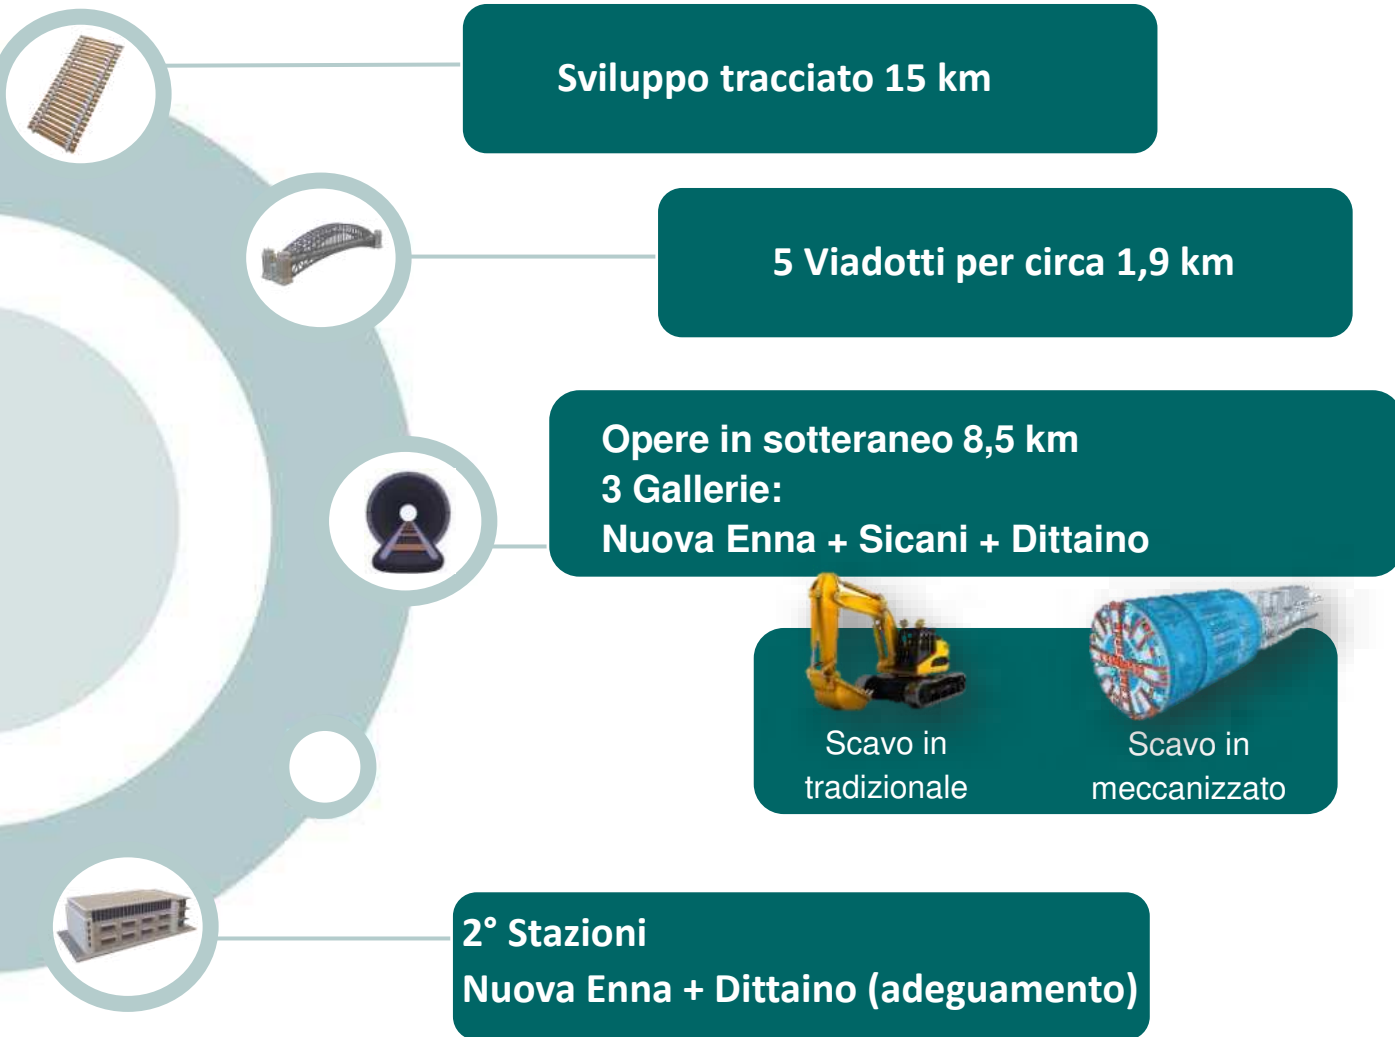 Sviluppo tracciato 15 km
5 Viadotti per circa 1,9 km
Opere in sotteraneo 8,5 km
3 Gallerie:
Nuova Enna + Sicani + Dittaino
Scavo in
tradizionale
Scavo in
meccanizzato
2° Stazioni
Nuova Enna + Dittaino (adeguamento)